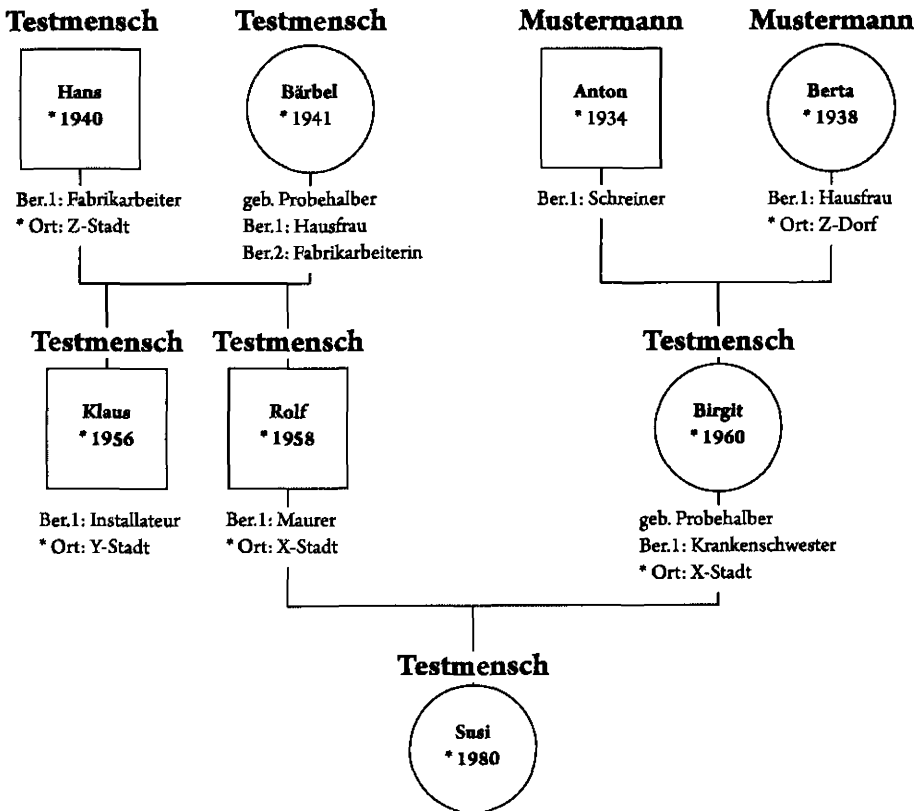 Testmensch
Hans
* 1940
Ber.1: Fabrikarbeiter
* Ort: Z-Stadt
Testmensch
Bärbel
* 1941
geb. Probehalber
Ber.1: Hausfrau
Ber.2: Fabrikarbeiterin
Mustermann
Anton
* 1934
Ber.1: Schreiner
Mustermann
Berta
* 1938
Ber.1: Hausfrau
* Ort: Z-Dorf
Testmensch
Klaus
* 1956
Ber.1: Installateur
* Ort: Y-Stadt
Testmensch
Rolf
* 1958
Ber.1: Maurer
* Ort: X-Stadt
Testmensch
Birgit
* 1960
geb. Probehalber
Ber.1: Krankenschwester
* Ort: X-Stadt
Testmensch
Susi
* 1980